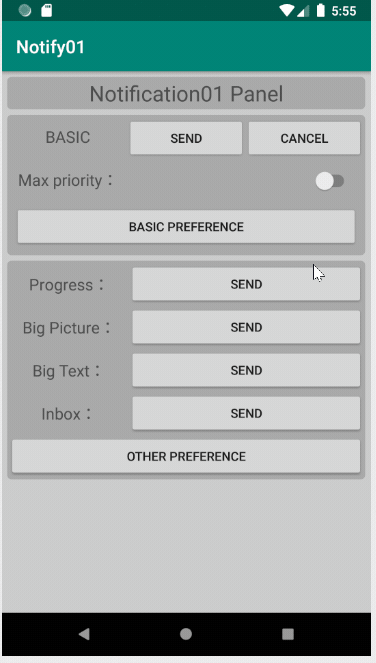 5:55
Notify01
Notification01 Panel
BASIC SEND CANCEL
Max priority：
BASIC PREFERENCE
Progress： SEND
Big Picture： SEND
Big Text： SEND
Inbox： SEND
OTHER PREFERENCE